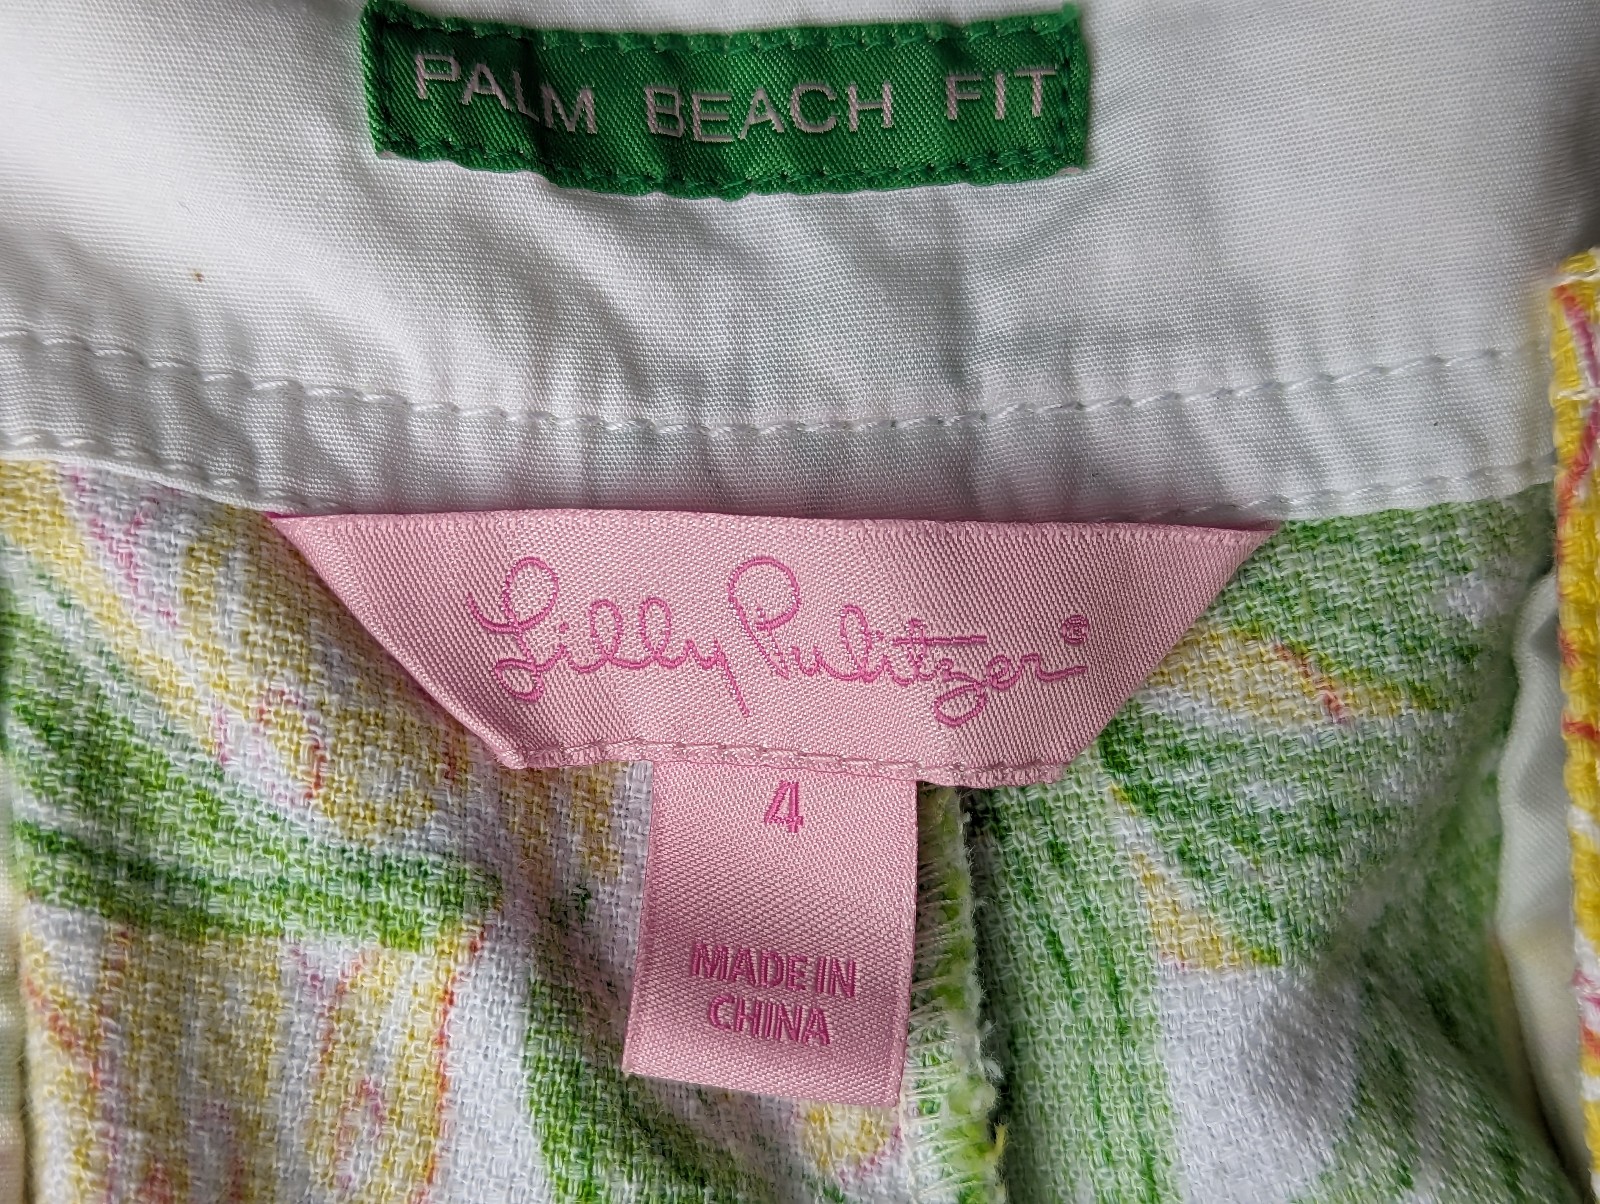 PALM BEACH FIT
Lilly Pulitzer®
4
MADE IN
CHINA